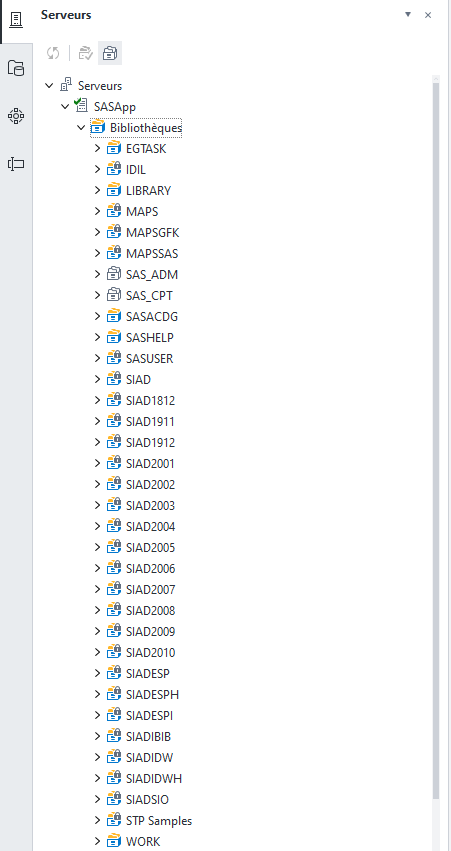 Serveurs
Serveurs
SASApp
Bibliothèques
EGTASK
IDIL
LIBRARY
MAPS
MAPSGFK
MAPSSAS
SAS_ADM
SAS_CPT
SASACDG
SASHELP
SASUSER
SIAD
SIAD1812
SIAD1911
SIAD1912
SIAD2001
SIAD2002
SIAD2003
SIAD2004
SIAD2005
SIAD2006
SIAD2007
SIAD2008
SIAD2009
SIAD2010
SIADESP
SIADESPH
SIADESPI
SIADIBIB
SIADIDW
SIADIDWH
SIADSIO
STP Samples
WORK